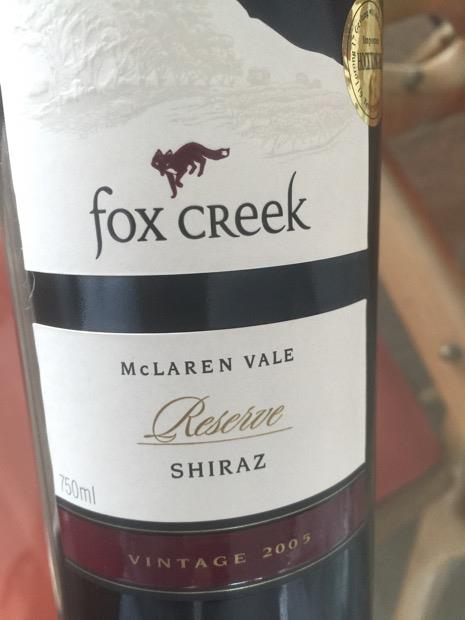 fox creek
McLAREN VALE
Reserve
SHIRAZ
750ml
VINTAGE 2005